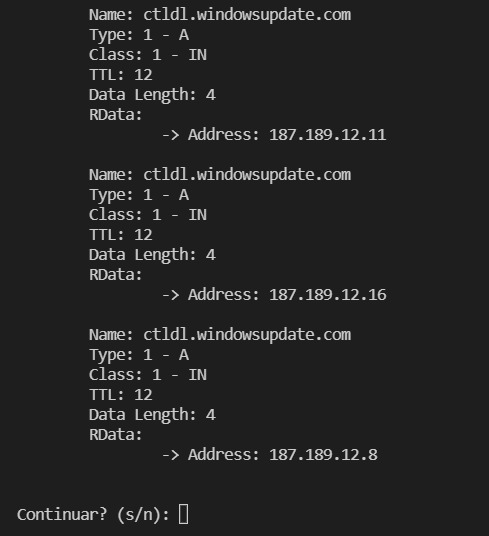 Name: ctldl.windowsupdate.com
Type: 1 - A
Class: 1 - IN
TTL: 12
Data Length: 4
RData:
-> Address: 187.189.12.11
Name: ctldl.windowsupdate.com
Type: 1 - A
Class: 1 - IN
TTL: 12
Data Length: 4
RData:
-> Address: 187.189.12.16
Name: ctldl.windowsupdate.com
Type: 1 - A
Class: 1 - IN
TTL: 12
Data Length: 4
RData:
-> Address: 187.189.12.8
Continuar? (s/n):